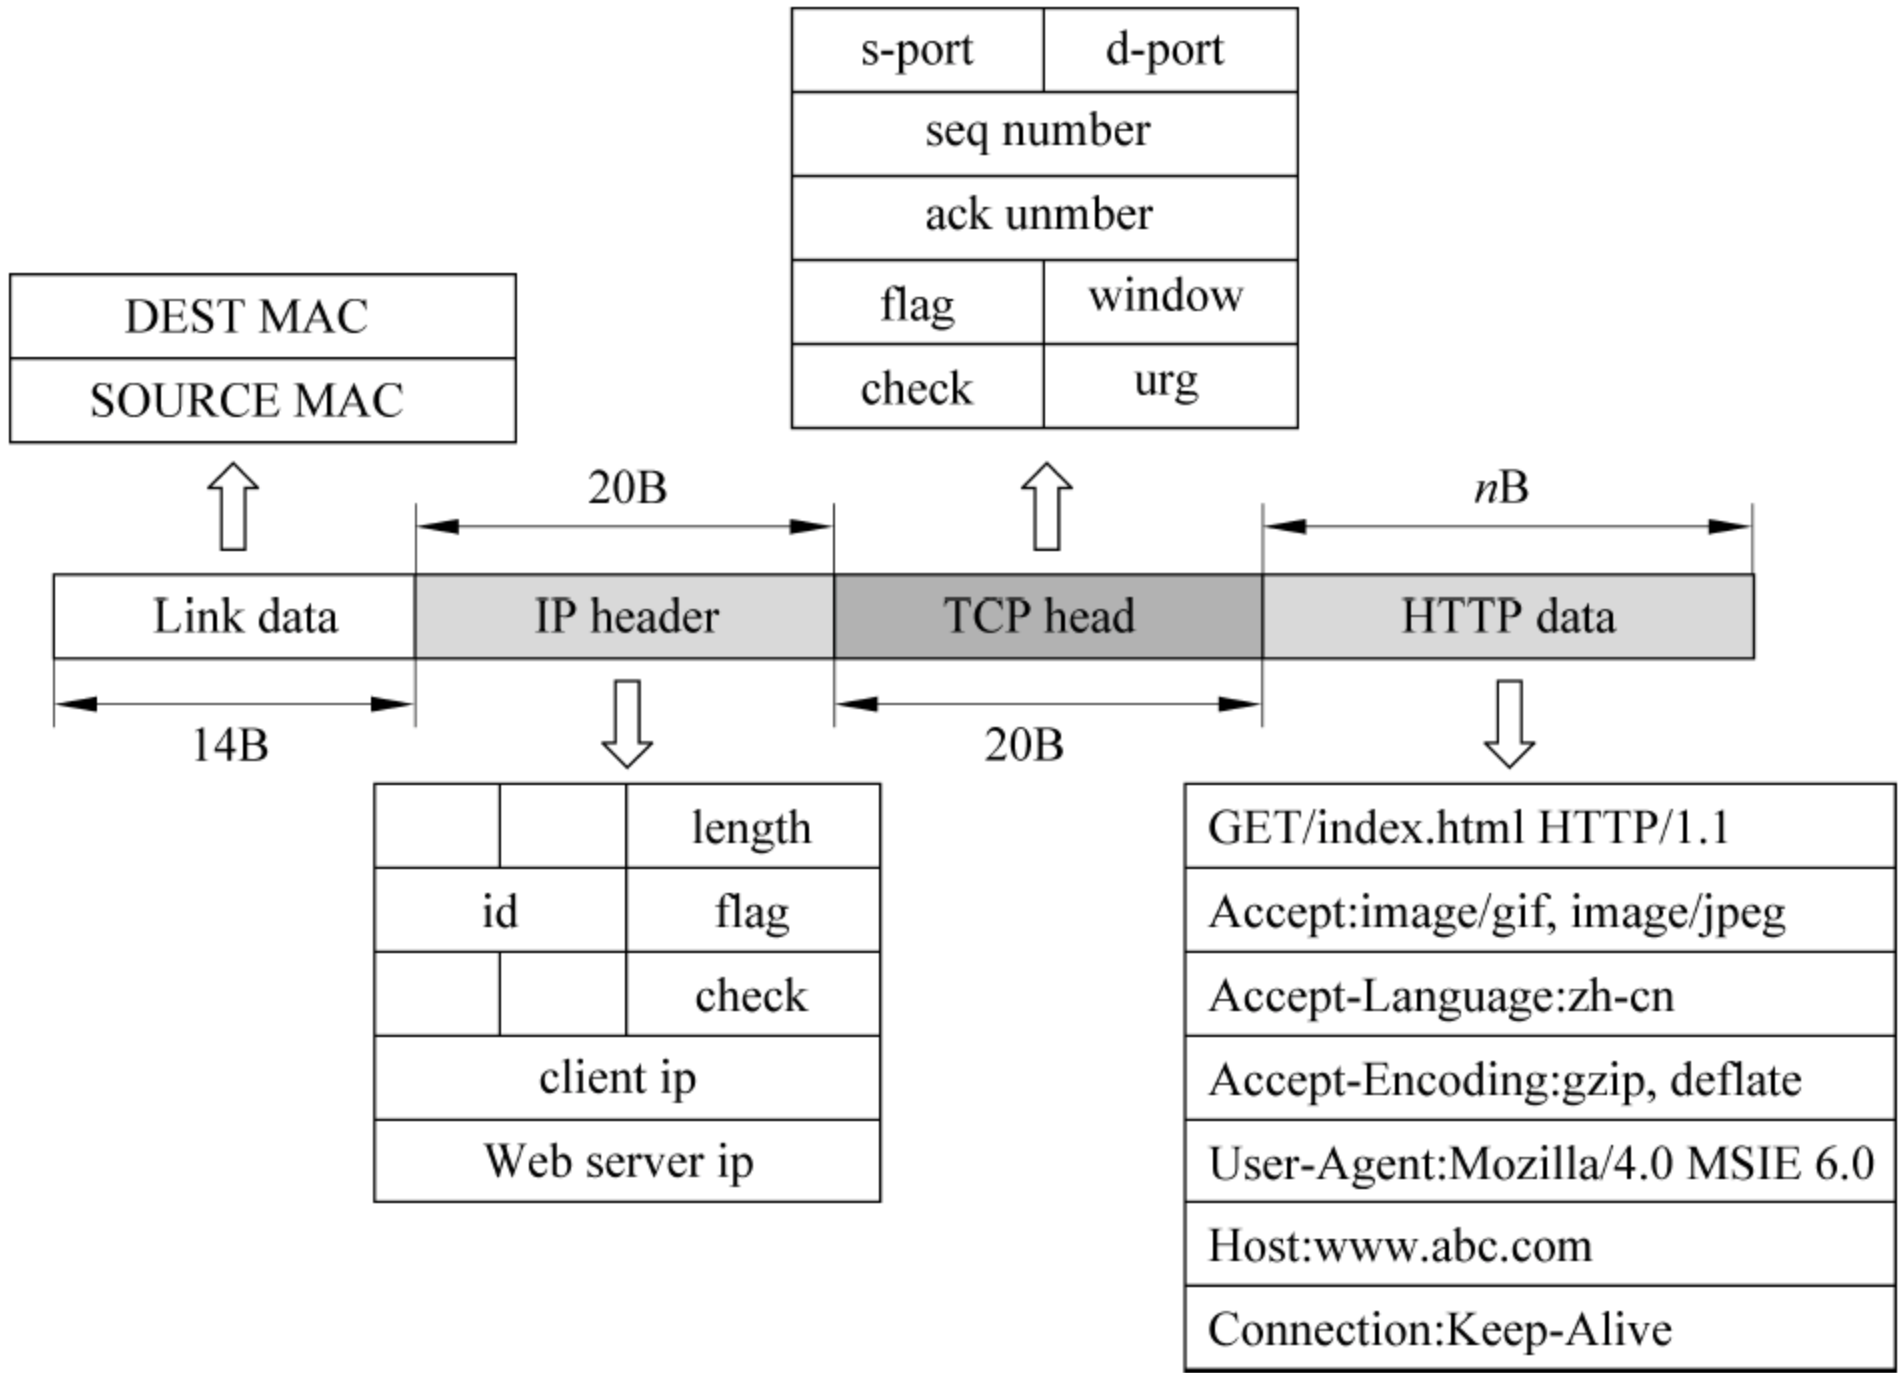 s-port d-port
seq number
ack unmber
flag window
check urg
DEST MAC
SOURCE MAC
20B
nB
Link data IP header TCP head HTTP data
14B
20B
length
id flag
check
client ip
Web server ip
GET/index.html HTTP/1.1
Accept:image/gif, image/jpeg
Accept-Language:zh-cn
Accept-Encoding:gzip, deflate
User-Agent:Mozilla/4.0 MSIE 6.0
Host:www.abc.com
Connection:Keep-Alive